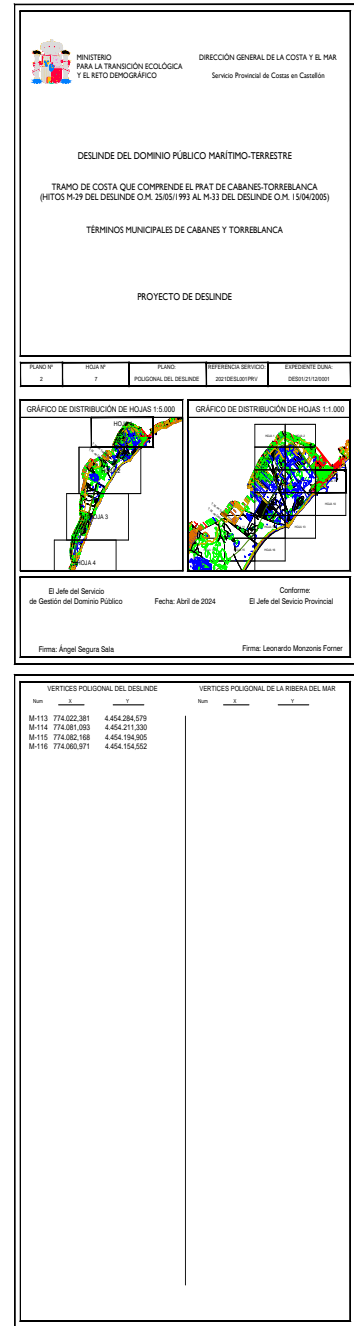 MINISTERIO
PARA LA TRANSICIÓN ECOLÓGICA
Y EL RETO DEMOGRÁFICO
DIRECCIÓN GENERAL DE LA COSTA Y EL MAR
Servicio Provincial de Costas en Castellón
DESLINDE DEL DOMINIO PÚBLICO MARÍTIMO-TERRESTRE
TRAMO DE COSTA QUE COMPRENDE EL PRAT DE CABANES-TORREBLANCA
(HITOS M-29 DEL DESLINDE O.M. 25/05/1993 AL M-33 DEL DESLINDE O.M. 15/04/2005)
TÉRMINOS MUNICIPALES DE CABANES Y TORREBLANCA
PROYECTO DE DESLINDE
PLANO Nº HOJA Nº PLANO: REFERENCIA SERVICIO: EXPEDIENTE DUNA:
2 7 POLIGONAL DEL DESLINDE 2021DESL001PRV DES01/21/12/0001
GRÁFICO DE DISTRIBUCIÓN DE HOJAS 1:5.000
GRÁFICO DE DISTRIBUCIÓN DE HOJAS 1:1.000
HOJA 3
HOJA 4
El Jefe del Servicio
de Gestión del Dominio Público
Fecha: Abril de 2024
Conforme:
El Jefe del Sevicio Provincial
Firma: Ángel Segura Sala
Firma: Leonardo Monzonis Forner
VERTICES POLIGONAL DEL DESLINDE
Num X Y
M-113 774.022,381 4.454.284,579
M-114 774.081,093 4.454.211,330
M-115 774.082,168 4.454.194,905
M-116 774.060,971 4.454.154,552
VERTICES POLIGONAL DE LA RIBERA DEL MAR
Num X Y